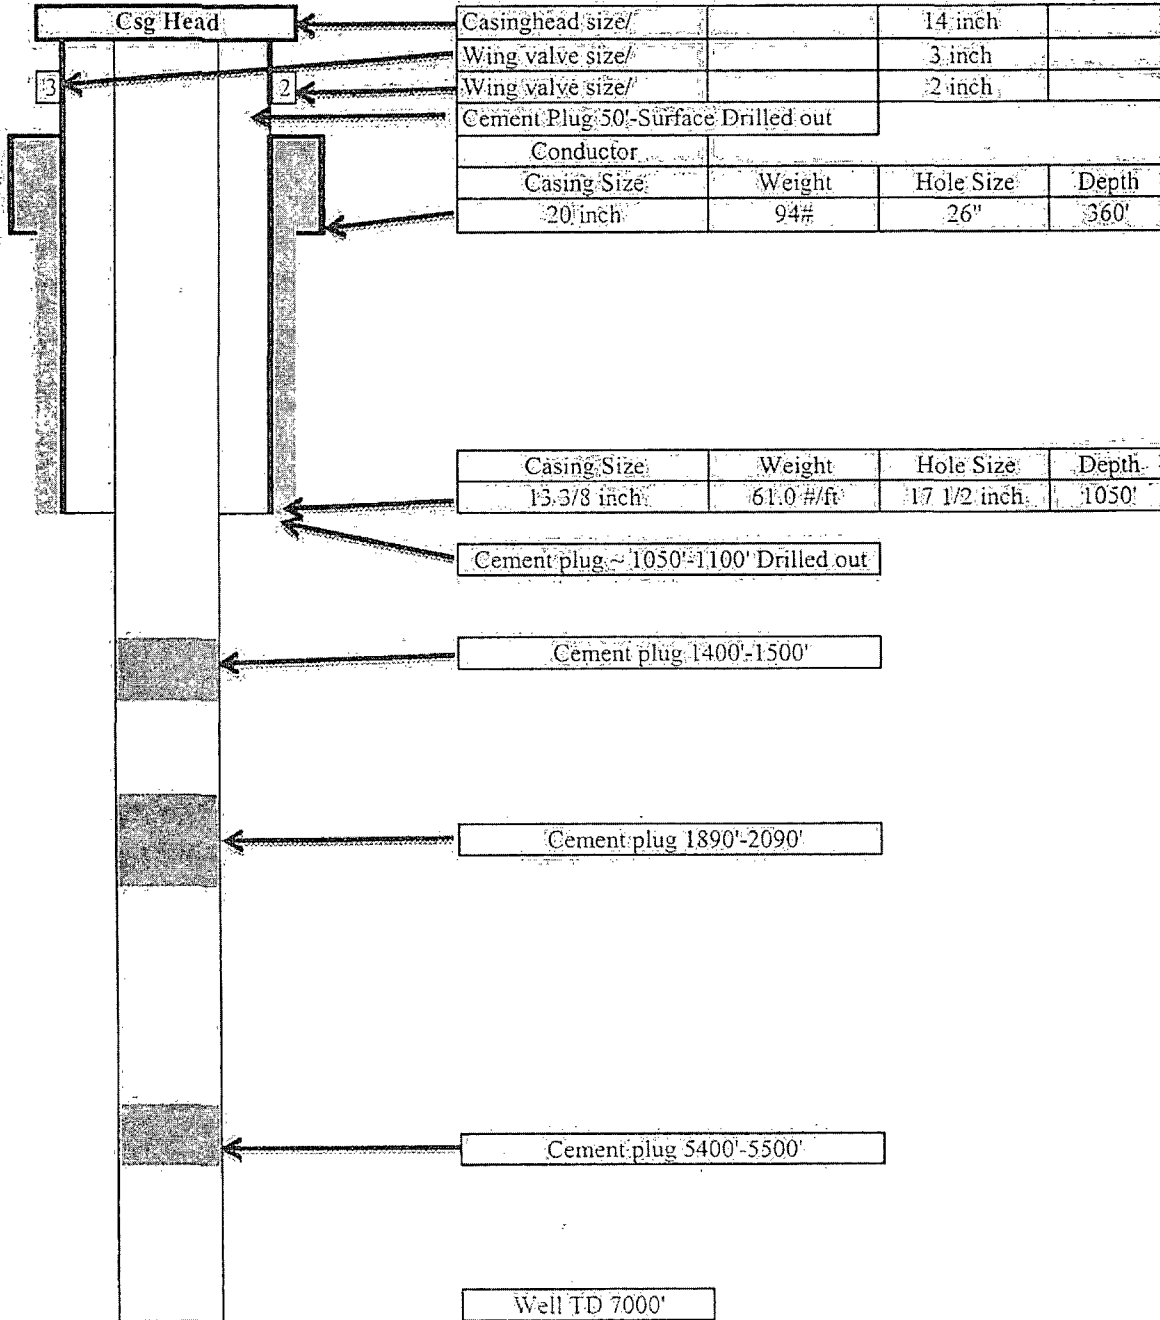 Csg Head
Casinghead size/ 14 inch
Wing valve size/ 3 inch
3
2
Wing valve size/ 2 inch
Cement Plug 50'-Surface Drilled out
Conductor
Casing Size Weight Hole Size Depth
20 inch 94# 26" 360'
Casing Size Weight Hole Size Depth
13 3/8 inch 61.0 #/ft 17 1/2 inch 1050'
Cement plug ~ 1050'-1100' Drilled out
Cement plug 1400'-1500'
Cement plug 1890'-2090'
Cement plug 5400'-5500'
Well TD 7000'